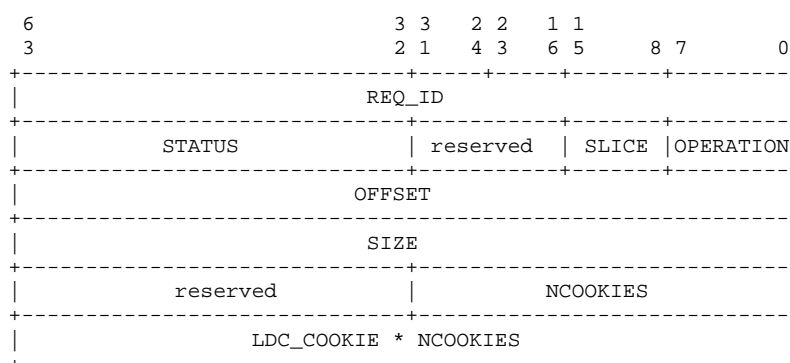 6 3 3 2 2 1 1
3 2 1 4 3 6 5 8 7 0
REQ_ID
STATUS | reserved | SLICE |OPERATION
OFFSET
SIZE
reserved | NCOOKIES
LDC_COOKIE * NCOOKIES